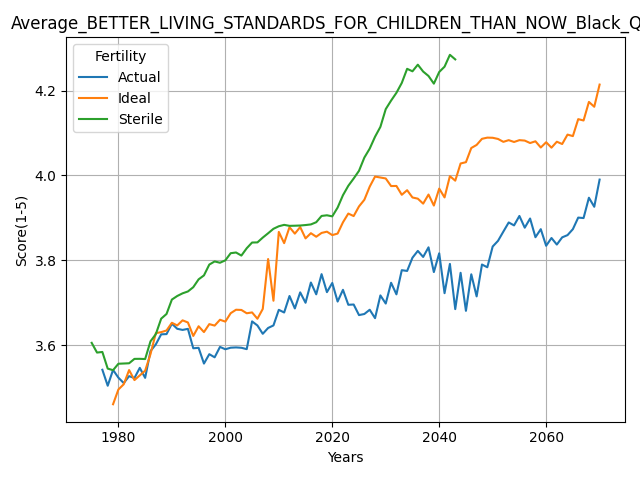 Average_BETTER_LIVING_STANDARDS_FOR_CHILDREN_THAN_NOW_Black_Q
Fertility
Actual
Ideal
Sterile
Score(1-5)
4.2
4.0
3.8
3.6
1980 2000 2020 2040 2060
Years